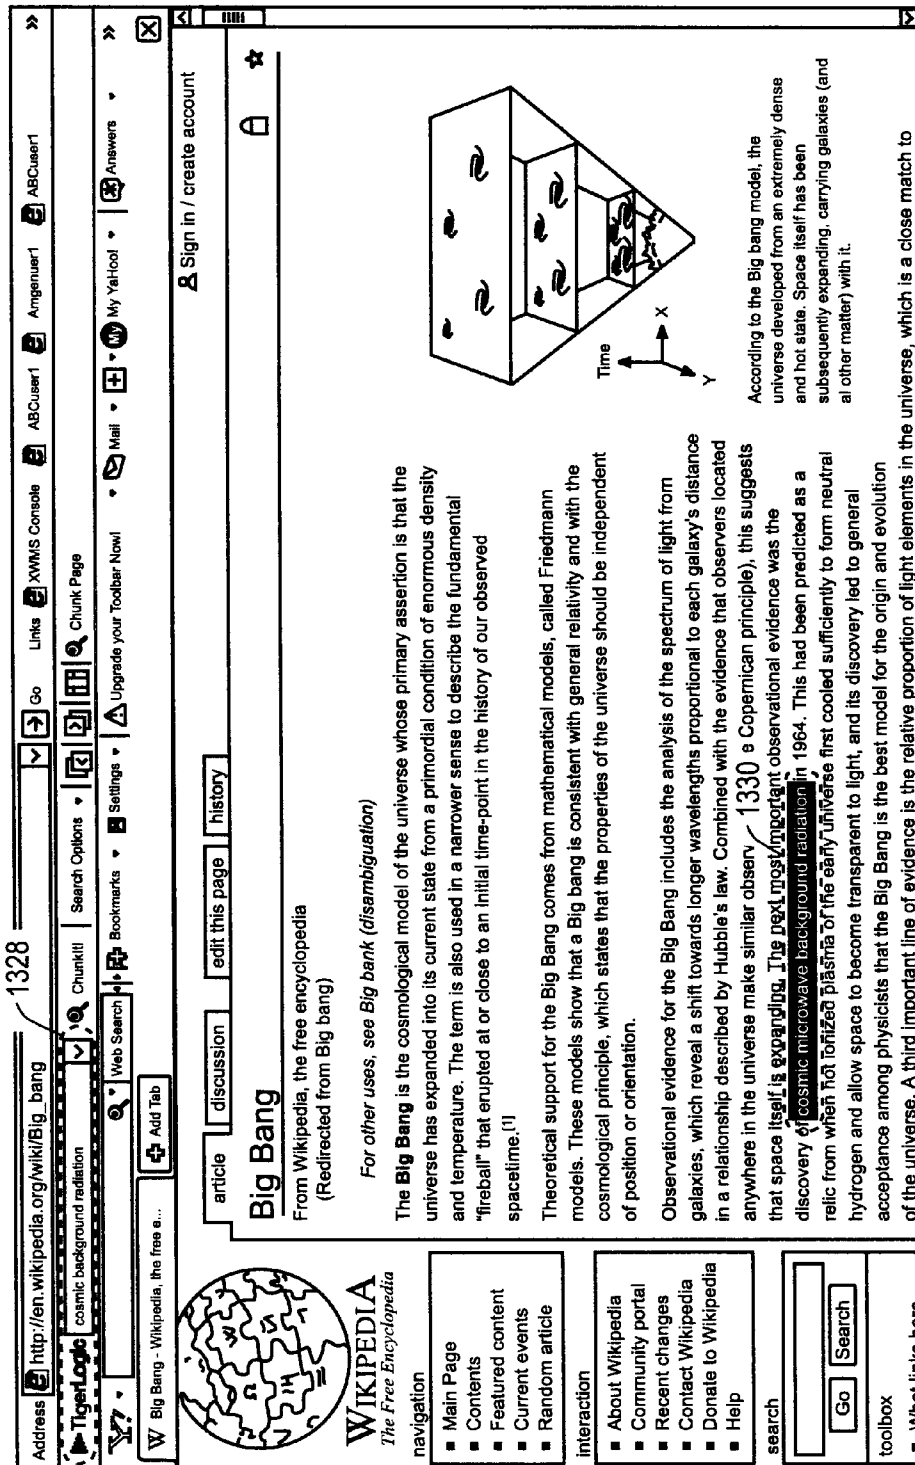 Address http://en.wikipedia.org/wiki/Big_bang Go Links XWMS Console ABCuser1 Amgenuer1 ABCuser1 »
1328
TigerLogic cosmic background radiation ChunkIt! Search Options Chunk Page
Y! Web Search Bookmarks Settings Upgrade your Toolbar Now! Mail My YaHoo! Answers »
W Big Bang - Wikipedia, the free e... Add Tab
Sign in / create account
article discussion edit this page history
WIKIPEDIA
The Free Encyclopedia
navigation
Main Page
Contents
Featured content
Current events
Random article
interaction
About Wikipedia
Community portal
Recent changes
Contact Wikipedia
Donate to Wikipedia
Help
search
Go Search
toolbox
What links here
Big Bang
From Wikipedia, the free encyclopedia
(Redirected from Big bang)
For other uses, see Big bank (disambiguation)
The Big Bang is the cosmological model of the universe whose primary assertion is that the
universe has expanded into its current state from a primordial condition of enormous density
and temperature. The term is also used in a narrower sense to describe the fundamental
"fireball" that erupted at or close to an initial time-point in the history of our observed
spacetime.[1]
Theoretical support for the Big Bang comes from mathematical models, called Friedmann
models. These models show that a Big bang is consistent with general relativity and with the
cosmological principle, which states that the properties of the universe should be independent
of position or orientation.
Observational evidence for the Big Bang includes the analysis of the spectrum of light from
galaxies, which reveal a shift towards longer wavelengths proportional to each galaxy's distance
in a relationship described by Hubble's law. Combined with the evidence that observers located
anywhere in the universe make similar observ 1330 e Copernican principle), this suggests
that space itself is expanding. The next most important observational evidence was the
discovery of cosmic microwave background radiation in 1964. This had been predicted as a
relic from when hot ionized plasma of the early universe first cooled sufficiently to form neutral
hydrogen and allow space to become transparent to light, and its discovery led to general
acceptance among physicists that the Big Bang is the best model for the origin and evolution
of the universe. A third important line of evidence is the relative proportion of light elements in the universe, which is a close match to
Time
X
Y
According to the Big bang model, the
universe developed from an extremely dense
and hot state. Space itself has been
subsequently expanding, carrying galaxies (and
al other matter) with it.